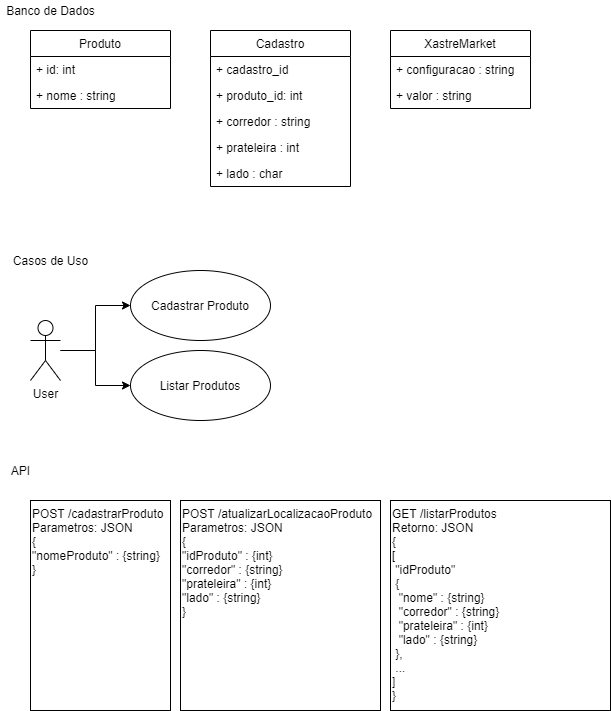 Banco de Dados
Produto
+ id: int
+ nome : string
Cadastro
+ cadastro_id
+ produto_id: int
+ corredor : string
+ prateleira : int
+ lado : char
XastreMarket
+ configuracao : string
+ valor : string
Casos de Uso
Cadastrar Produto
Listar Produtos
User
API
POST /cadastrarProduto
Parametros: JSON
{
"nomeProduto" : {string}
}
POST /atualizarLocalizacaoProduto
Parametros: JSON
{
"idProduto" : {int}
"corredor" : {string}
"prateleira" : {int}
"lado" : {string}
}
GET /listarProdutos
Retorno: JSON
{
[
"idProduto"
{
"nome" : {string}
"corredor" : {string}
"prateleira" : {int}
"lado" : {string}
},
...
]
}